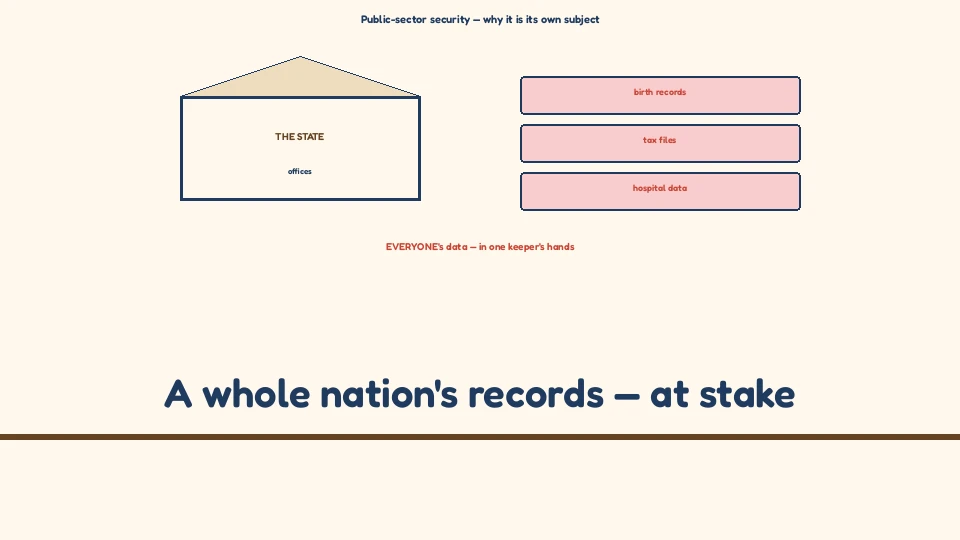 Public-sector security — why it is its own subject
THE STATE
offices
birth records
tax files
hospital data
EVERYONE's data — in one keeper's hands
A whole nation's records — at stake